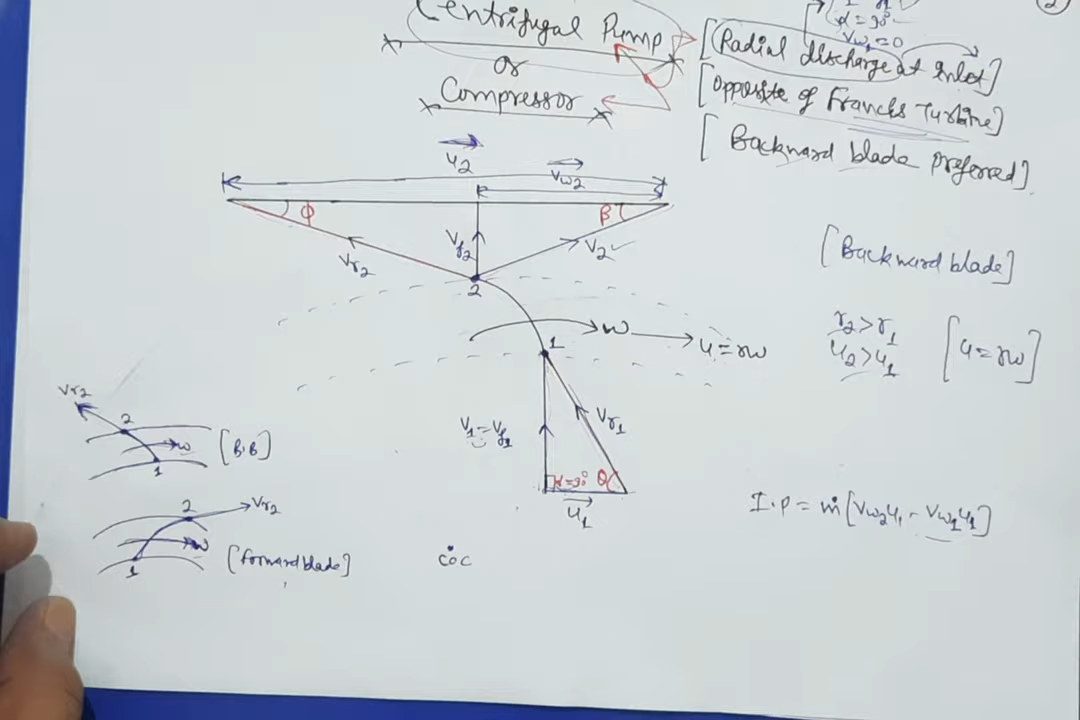 2
α = 90°
Vw1 = 0
Centrifugal Pump
or
Compressor
[Radial discharge at Inlet]
[Opposite of Francis Turbine]
[Backward blade preferred]
u2
Vw2
φ
β
Vr2
Vf2
V2
2
[Backward blade]
r2 > r1
u2 > u1
[u = rω]
ω
u = rω
1
V1 = Vf1
Vr1
α = 90°
θ
u1
Vr2
2
ω
1
[B.B]
2
Vr2
ω
1
[forward blade]
I.P = ṁ[Vw2u1 - Vw1u1]